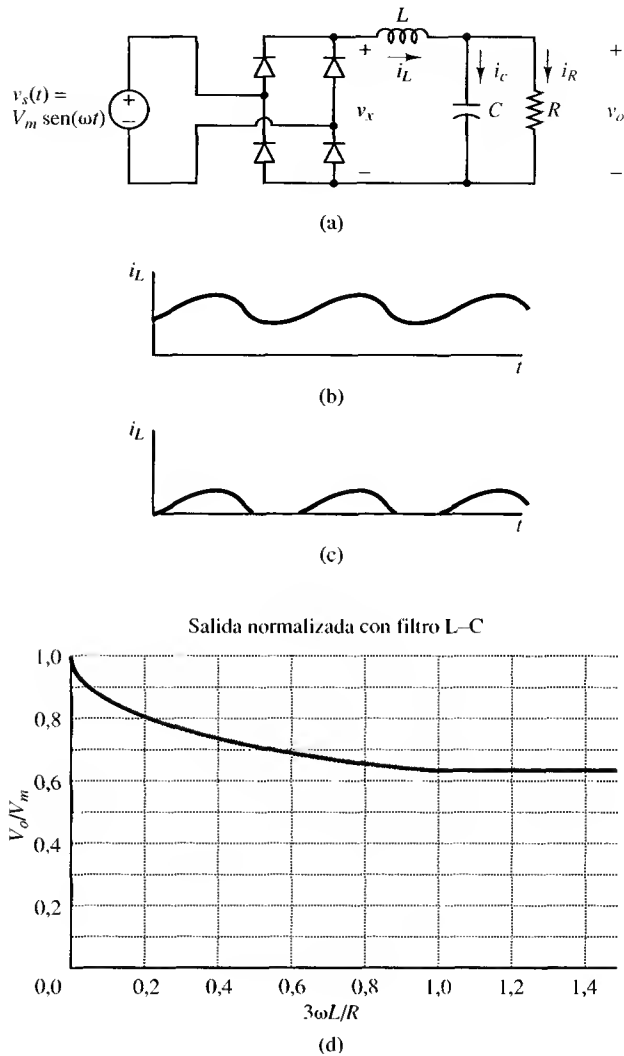 L
+
i_L
i_c
i_R
+
v_s(t) =
V_m sen(ωt)
+
−
v_x
C
R
v_o
−
−
(a)
i_L
t
(b)
i_L
t
(c)
Salida normalizada con filtro L–C
1,0
0,8
0,6
0,4
0,2
V_o/V_m
0,0 0,2 0,4 0,6 0,8 1,0 1,2 1,4
3ωL/R
(d)